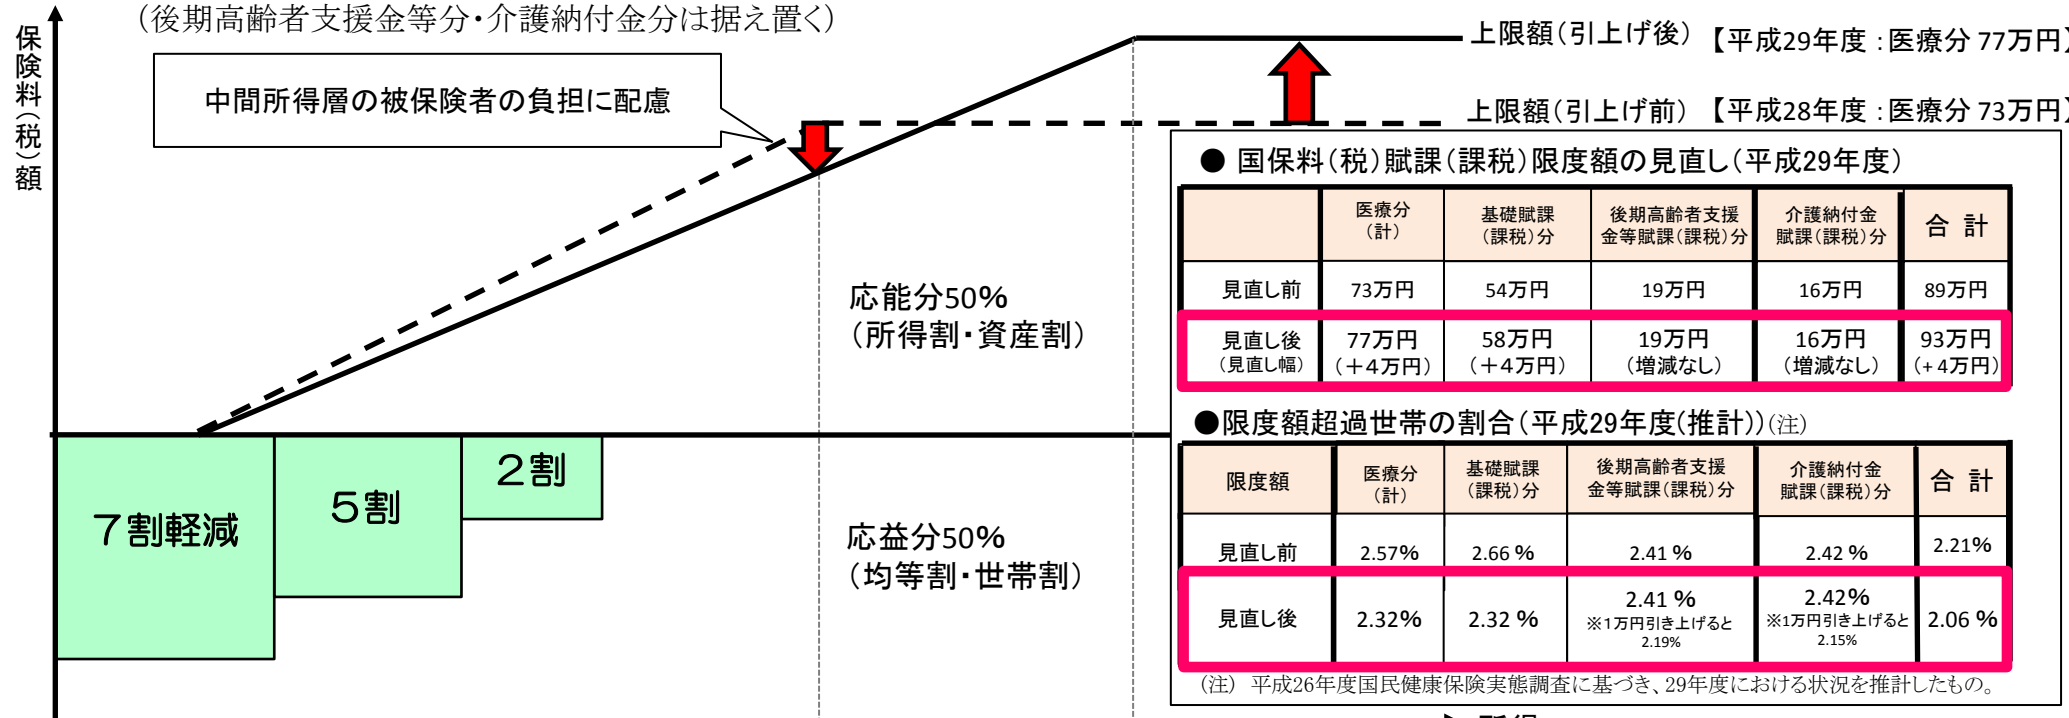 (後期高齢者支援金等分・介護納付金分は据え置く)
保険料(税)額
中間所得層の被保険者の負担に配慮
上限額(引上げ後) 【平成29年度:医療分 77万円】
上限額(引上げ前) 【平成28年度:医療分 73万円】
応能分50%
(所得割・資産割)
7割軽減
5割
2割
応益分50%
(均等割・世帯割)
● 国保料(税)賦課(課税)限度額の見直し(平成29年度)
医療分 基礎賦課 後期高齢者支援 介護納付金 合 計
(計) (課税)分 金等賦課(課税)分 賦課(課税)分
見直し前 73万円 54万円 19万円 16万円 89万円
見直し後 77万円 58万円 19万円 16万円 93万円
(見直し幅) (+4万円) (+4万円) (増減なし) (増減なし) (+4万円)
●限度額超過世帯の割合(平成29年度(推計))(注)
限度額 医療分 基礎賦課 後期高齢者支援 介護納付金 合 計
(計) (課税)分 金等賦課(課税)分 賦課(課税)分
見直し前 2.57% 2.66 % 2.41 % 2.42 % 2.21%
見直し後 2.32% 2.32 % 2.41 % 2.42% 2.06 %
※1万円引き上げると ※1万円引き上げると
2.19% 2.15%
(注) 平成26年度国民健康保険実態調査に基づき、29年度における状況を推計したもの。